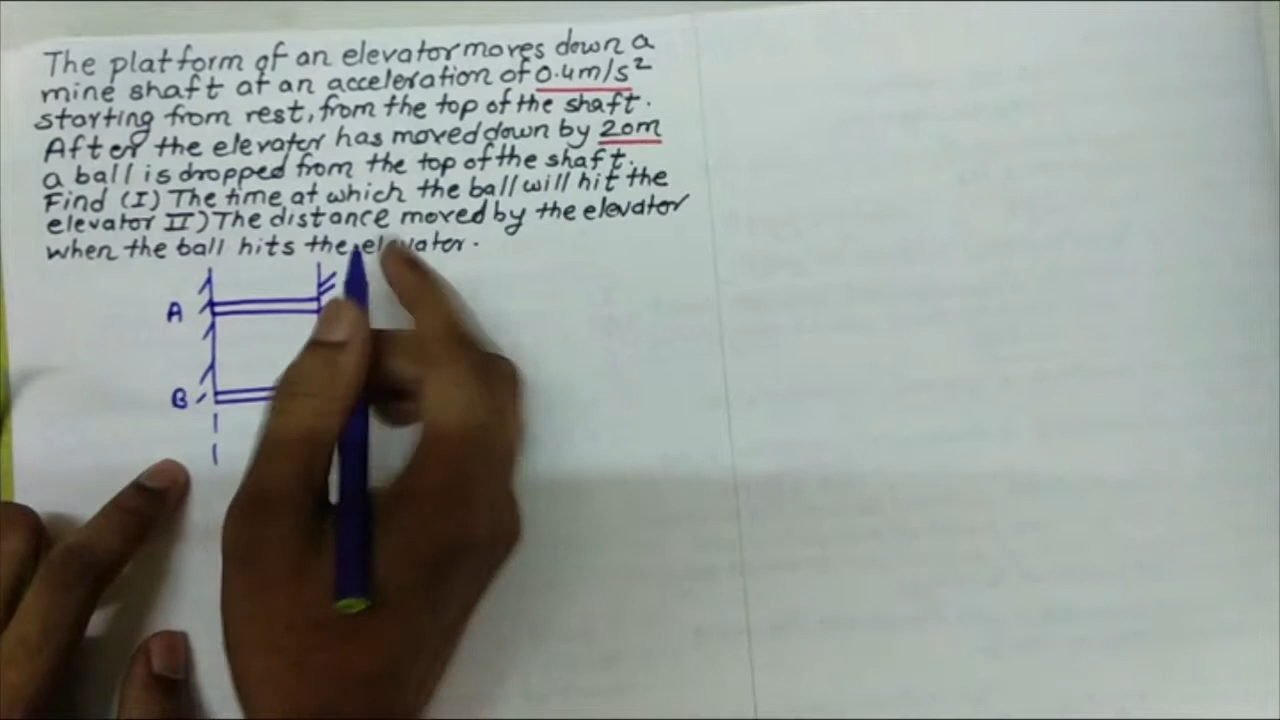 The platform of an elevator moves down a
mine shaft at an acceleration of 0.4m/s²
starting from rest, from the top of the shaft.
After the elevator has moved down by 20m
a ball is dropped from the top of the shaft.
Find (I) The time at which the ball will hit the
elevator II) The distance moved by the elevator
when the ball hits the elevator.
A
B